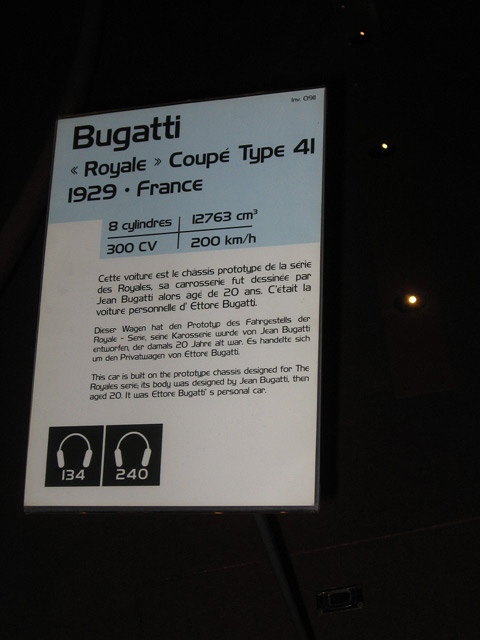 Inv. 098
Bugatti
« Royale » Coupé Type 41
1929 • France
8 cylindres | 12763 cm³
300 CV | 200 km/h
Cette voiture est le châssis prototype de la série
des Royales, sa carrosserie fut dessinée par
Jean Bugatti alors agé de 20 ans. C'était la
voiture personnelle d' Ettore Bugatti.
Dieser Wagen hat den Prototyp des Fahrgestells der
Royale - Serie, seine Karosserie wurde von Jean Bugatti
entworfen, der damals 20 Jahre alt war. Es handelte sich
um den Privatwagen von Ettore Bugatti.
This car is built on the prototype chassis designed for The
Royales serie; its body was designed by Jean Bugatti, then
aged 20. It was Ettore Bugatti' s personal car.
134 240